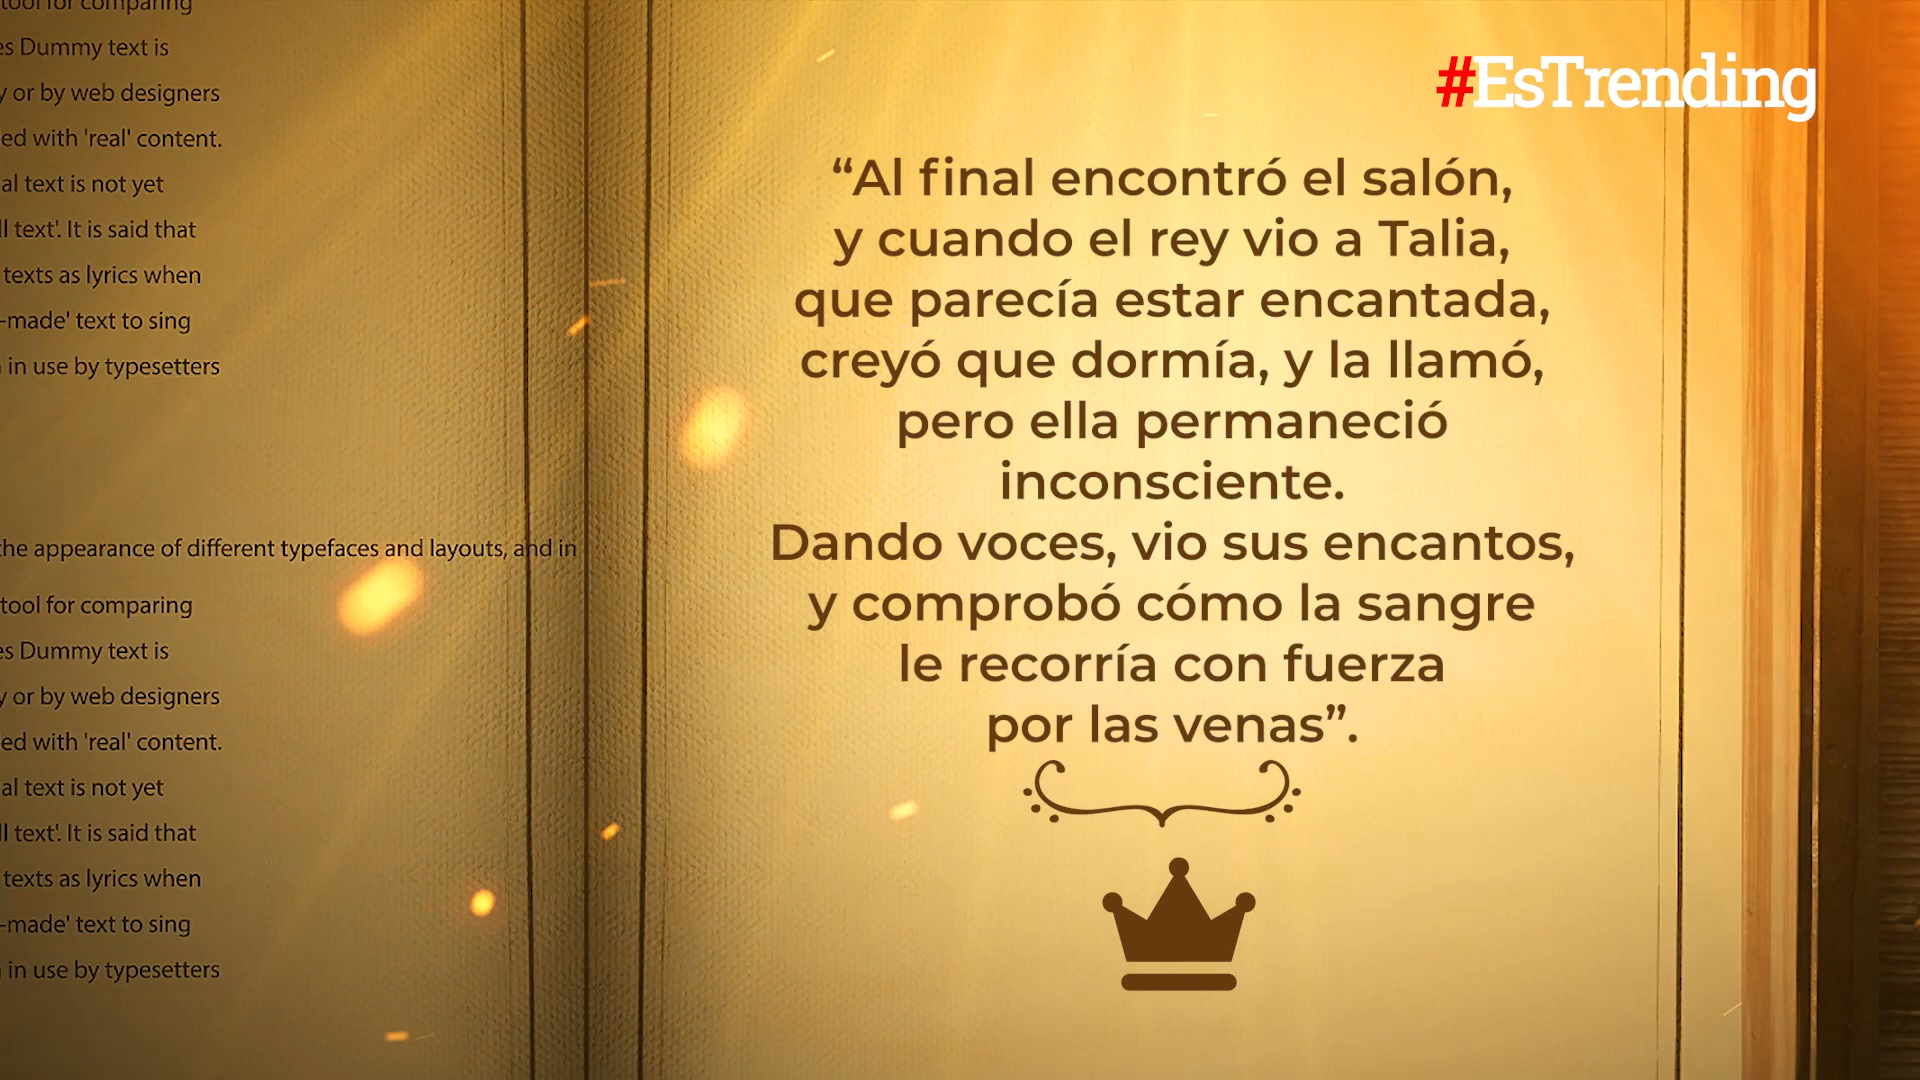 tool for comparing
es Dummy text is
y or by web designers
ed with 'real' content.
al text is not yet
ll text'. It is said that
texts as lyrics when
-made' text to sing
in use by typesetters
the appearance of different typefaces and layouts, and in
tool for comparing
es Dummy text is
y or by web designers
ed with 'real' content.
al text is not yet
ll text'. It is said that
texts as lyrics when
-made' text to sing
in use by typesetters
#EsTrending
“Al final encontró el salón,
y cuando el rey vio a Talia,
que parecía estar encantada,
creyó que dormía, y la llamó,
pero ella permaneció
inconsciente.
Dando voces, vio sus encantos,
y comprobó cómo la sangre
le recorría con fuerza
por las venas”.